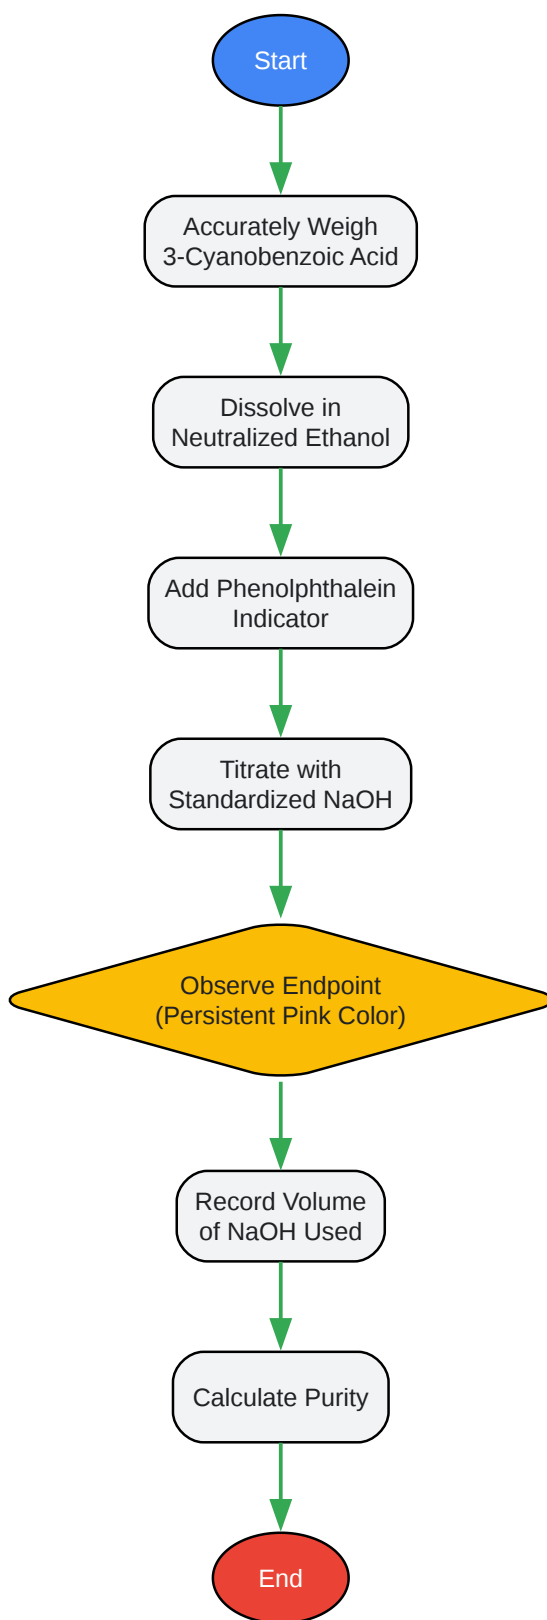 Start
Accurately Weigh
3-Cyanobenzoic Acid
Dissolve in
Neutralized Ethanol
Add Phenolphthalein
Indicator
Titrate with
Standardized NaOH
Observe Endpoint
(Persistent Pink Color)
Record Volume
of NaOH Used
Calculate Purity
End